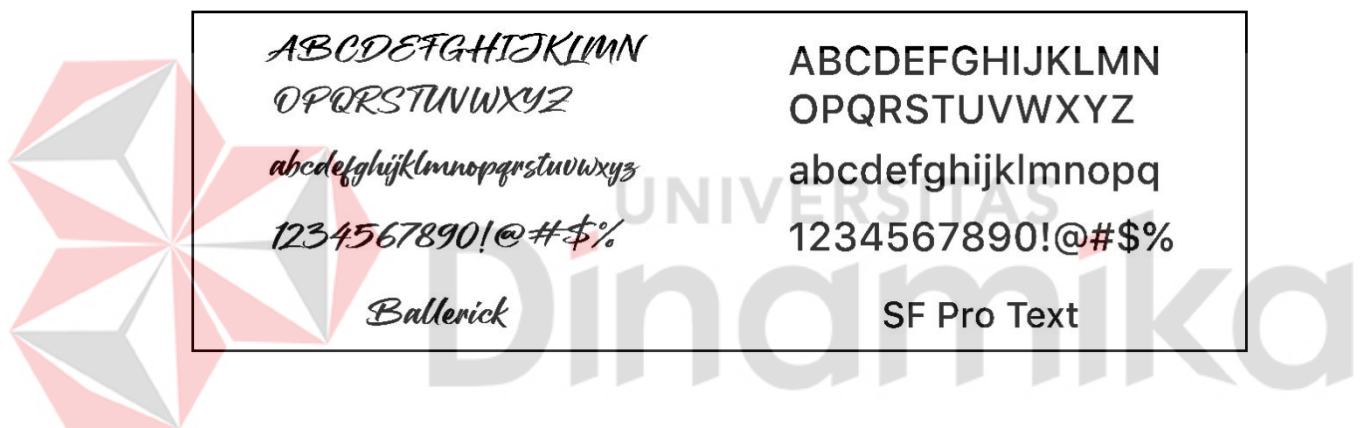 ABCDEFGHIJKLMN
OPQRSTUVWXYZ
abcdefghijklmnopqrstuvwxyz
1234567890!@#$%
Ballerick
ABCDEFGHIJKLMN
OPQRSTUVWXYZ
abcdefghijklmnopq
1234567890!@#$%
SF Pro Text
UNIVERSITAS
Dinamika